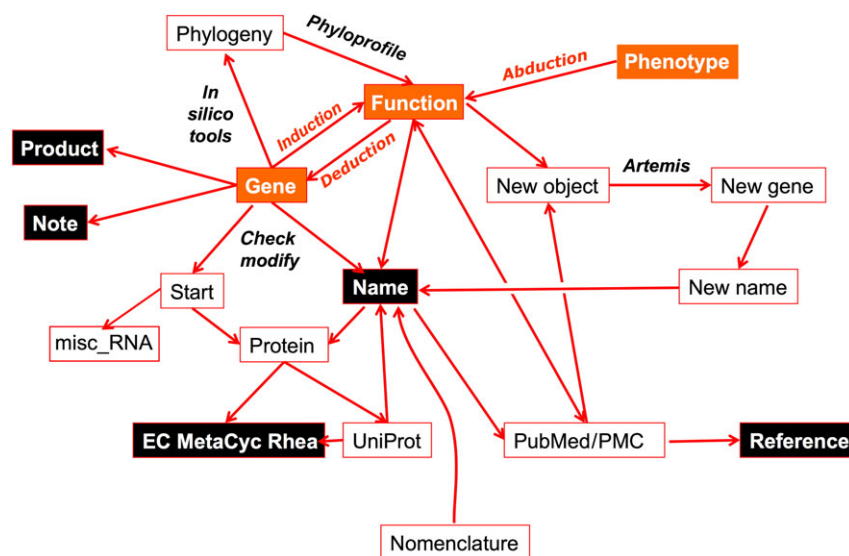 Phylogeny
Phyloprofile
Abduction
Phenotype
In
silico
tools
Induction
Function
Product
Deduction
Gene
New object
Artemis
New gene
Note
Check
modify
Start
Name
New name
misc_RNA
Protein
EC MetaCyc Rhea
UniProt
PubMed/PMC
Reference
Nomenclature